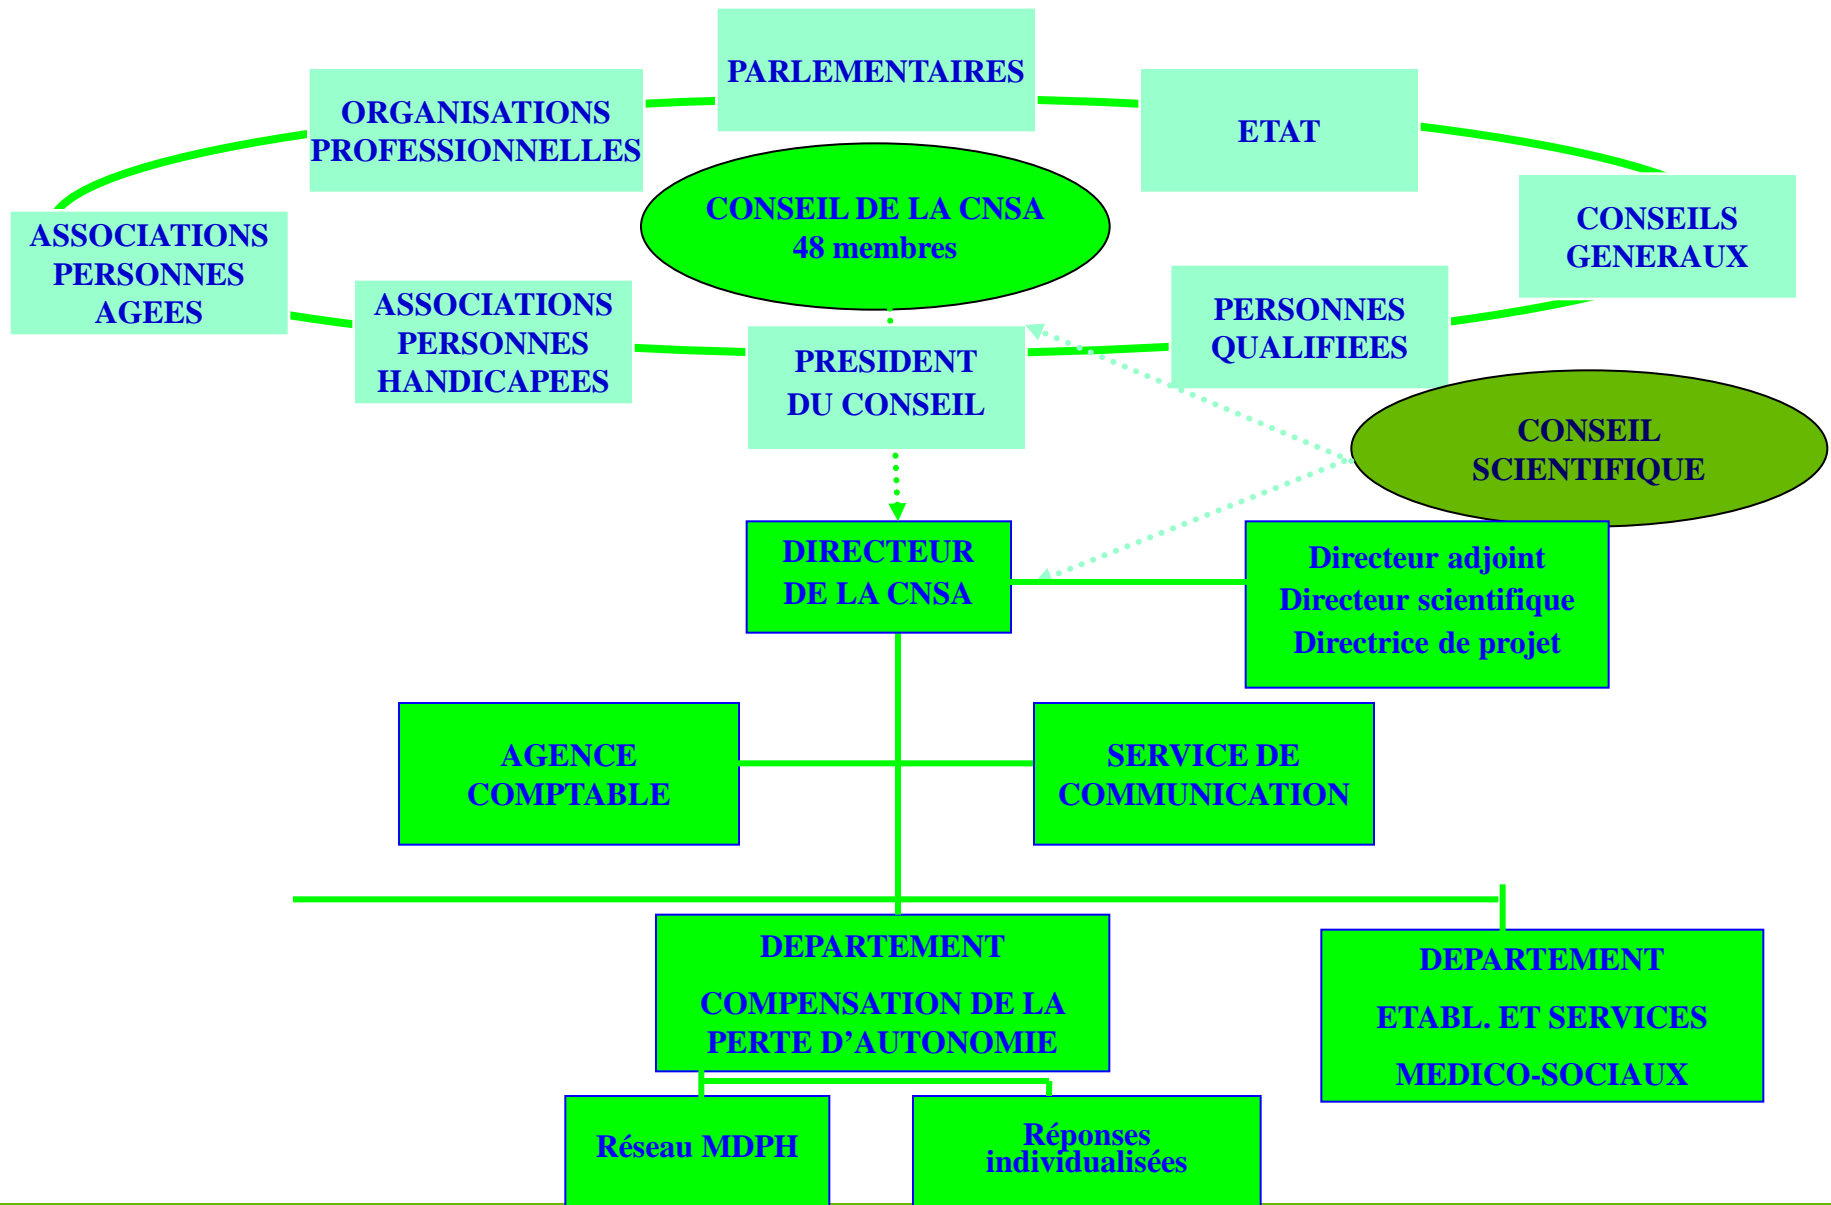 PARLEMENTAIRES
ORGANISATIONS
PROFESSIONNELLES
ETAT
CONSEIL DE LA CNSA
48 membres
CONSEILS
GENERAUX
ASSOCIATIONS
PERSONNES
AGEES
ASSOCIATIONS
PERSONNES
HANDICAPEES
PERSONNES
QUALIFIEES
PRESIDENT
DU CONSEIL
CONSEIL
SCIENTIFIQUE
DIRECTEUR
DE LA CNSA
Directeur adjoint
Directeur scientifique
Directrice de projet
AGENCE
COMPTABLE
SERVICE DE
COMMUNICATION
DEPARTEMENT
COMPENSATION DE LA
PERTE D’AUTONOMIE
DEPARTEMENT
ETABL. ET SERVICES
MEDICO-SOCIAUX
Réseau MDPH
Réponses
individualisées